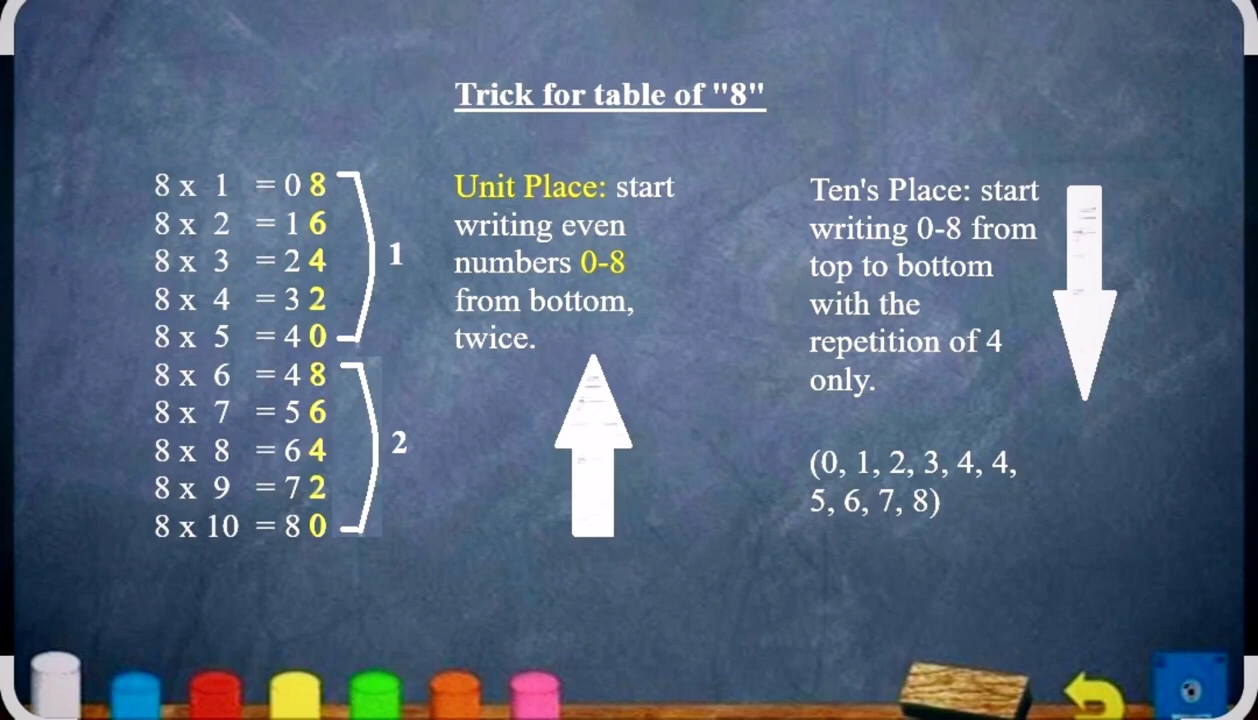 Trick for table of "8"
8 x 1 = 0 8
8 x 2 = 1 6
8 x 3 = 2 4
8 x 4 = 3 2
8 x 5 = 4 0
8 x 6 = 4 8
8 x 7 = 5 6
8 x 8 = 6 4
8 x 9 = 7 2
8 x 10 = 8 0
1
2
Unit Place: start
writing even
numbers 0-8
from bottom,
twice.
Ten's Place: start
writing 0-8 from
top to bottom
with the
repetition of 4
only.
(0, 1, 2, 3, 4, 4,
5, 6, 7, 8)